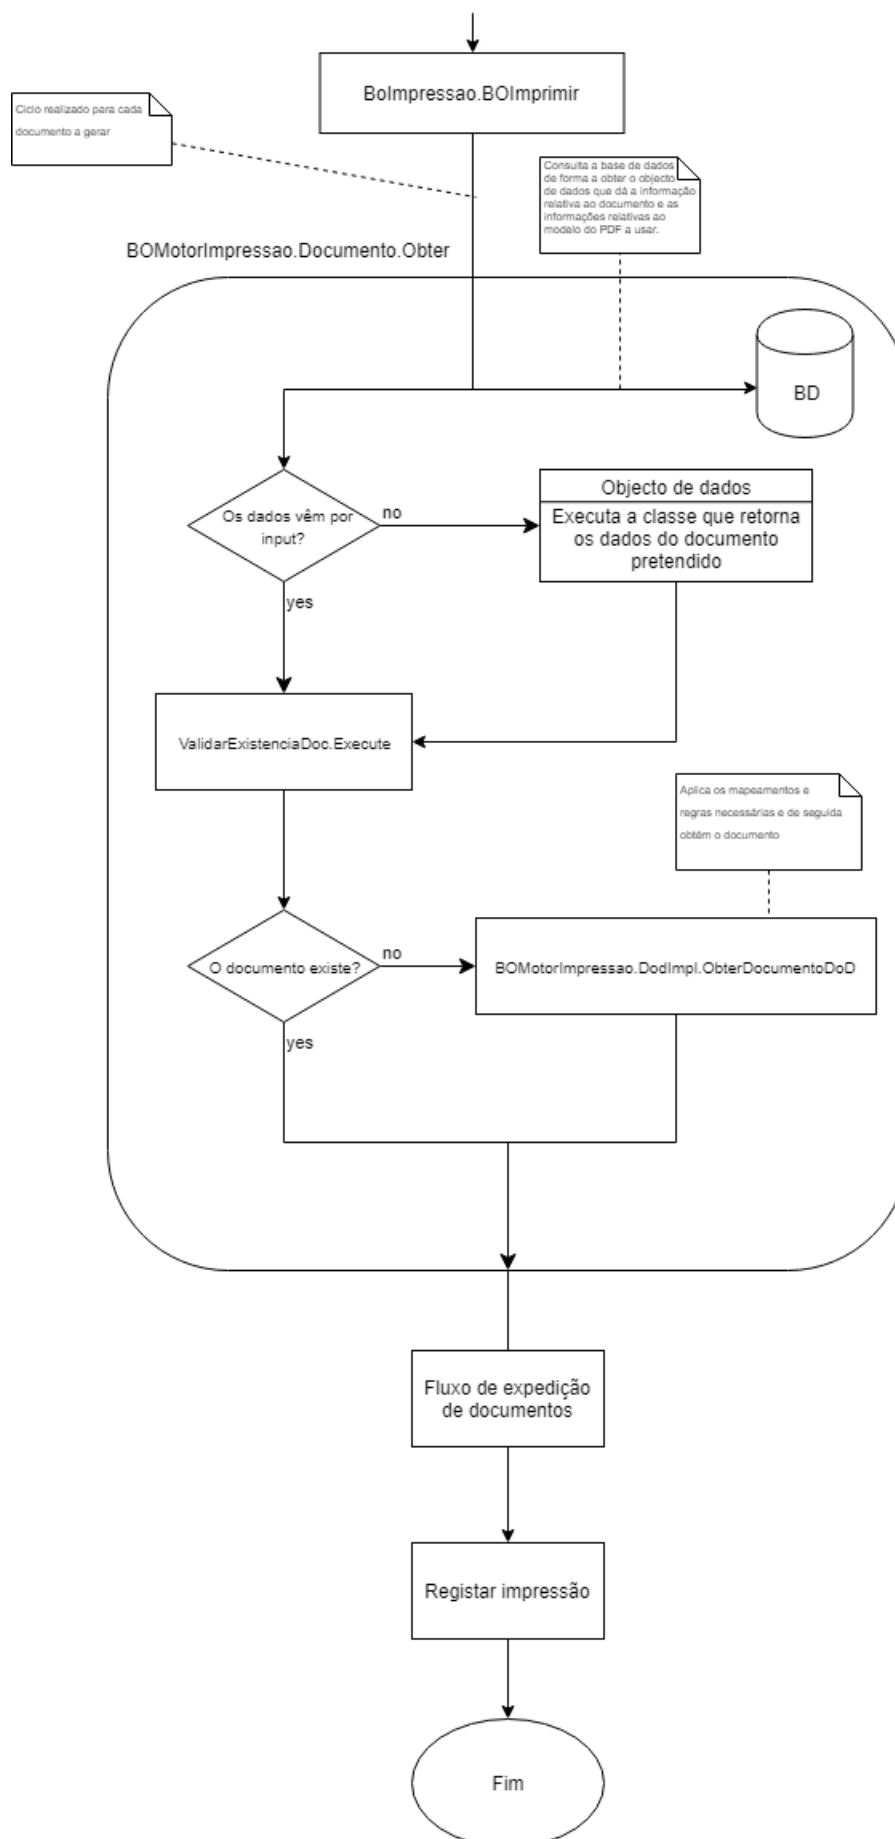 BoImpressao.BOImprimir
Ciclo realizado para cada
documento a gerar
Consulta a base de dados
de forma a obter o objecto
de dados que dá a informação
relativa ao documento e as
informações relativas ao
modelo do PDF a usar.
BOMotorImpressao.Documento.Obter
BD
Os dados vêm por
input?
no
Objecto de dados
Executa a classe que retorna
os dados do documento
pretendido
yes
ValidarExistenciaDoc.Execute
Aplica os mapeamentos e
regras necessárias e de seguida
obtém o documento
O documento existe?
no
BOMotorImpressao.DodImpl.ObterDocumentoDoD
yes
Fluxo de expedição
de documentos
Registar impressão
Fim